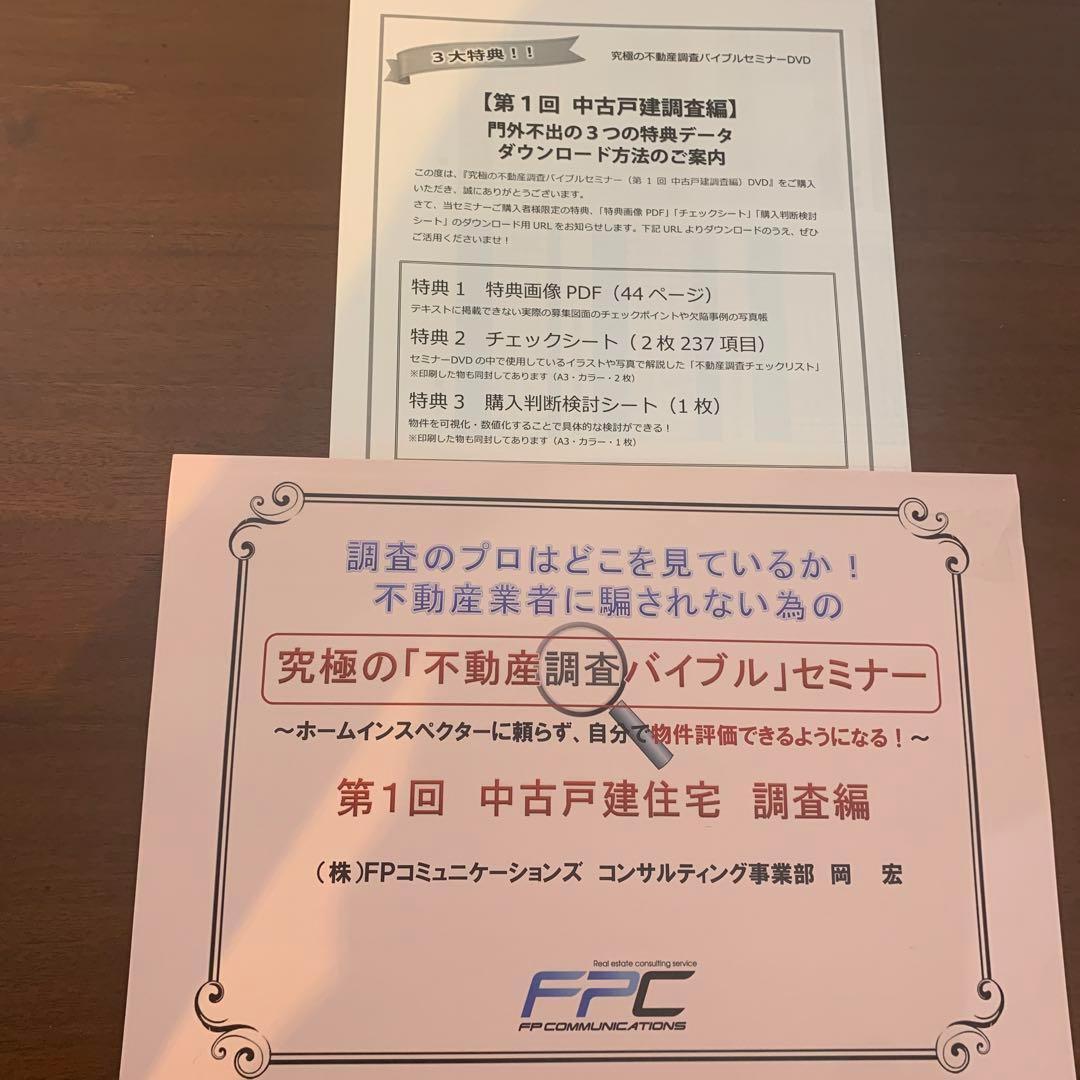 3大特典！！
究極の不動産調査バイブルセミナーDVD
【第１回 中古戸建調査編】
門外不出の３つの特典データ
ダウンロード方法のご案内
この度は、『究極の不動産調査バイブルセミナー（第 1 回 中古戸建調査編）DVD』をご購入
いただき、誠にありがとうございます。
さて、当セミナーご購入者様限定の特典、「特典画像 PDF」「チェックシート」「購入判断検討
シート」のダウンロード用 URL をお知らせします。下記 URL よりダウンロードのうえ、ぜひ
ご活用くださいませ！
特典１ 特典画像 PDF（44 ページ）
テキストに掲載できない実際の募集図面のチェックポイントや欠陥事例の写真帳
特典２ チェックシート（２枚 237 項目）
セミナーDVD の中で使用しているイラストや写真で解説した「不動産調査チェックリスト」
※印刷した物も同封してあります（A3・カラー・2 枚）
特典３ 購入判断検討シート（１枚）
物件を可視化・数値化することで具体的な検討ができる！
※印刷した物も同封してあります（A3・カラー・1 枚）
調査のプロはどこを見ているか！
不動産業者に騙されない為の
究極の「不動産調査バイブル」セミナー
～ホームインスペクターに頼らず、自分で物件評価できるようになる！～
第１回 中古戸建住宅 調査編
（株）FPコミュニケーションズ コンサルティング事業部 岡 宏
Real estate consulting service
FPC
FP COMMUNICATIONS